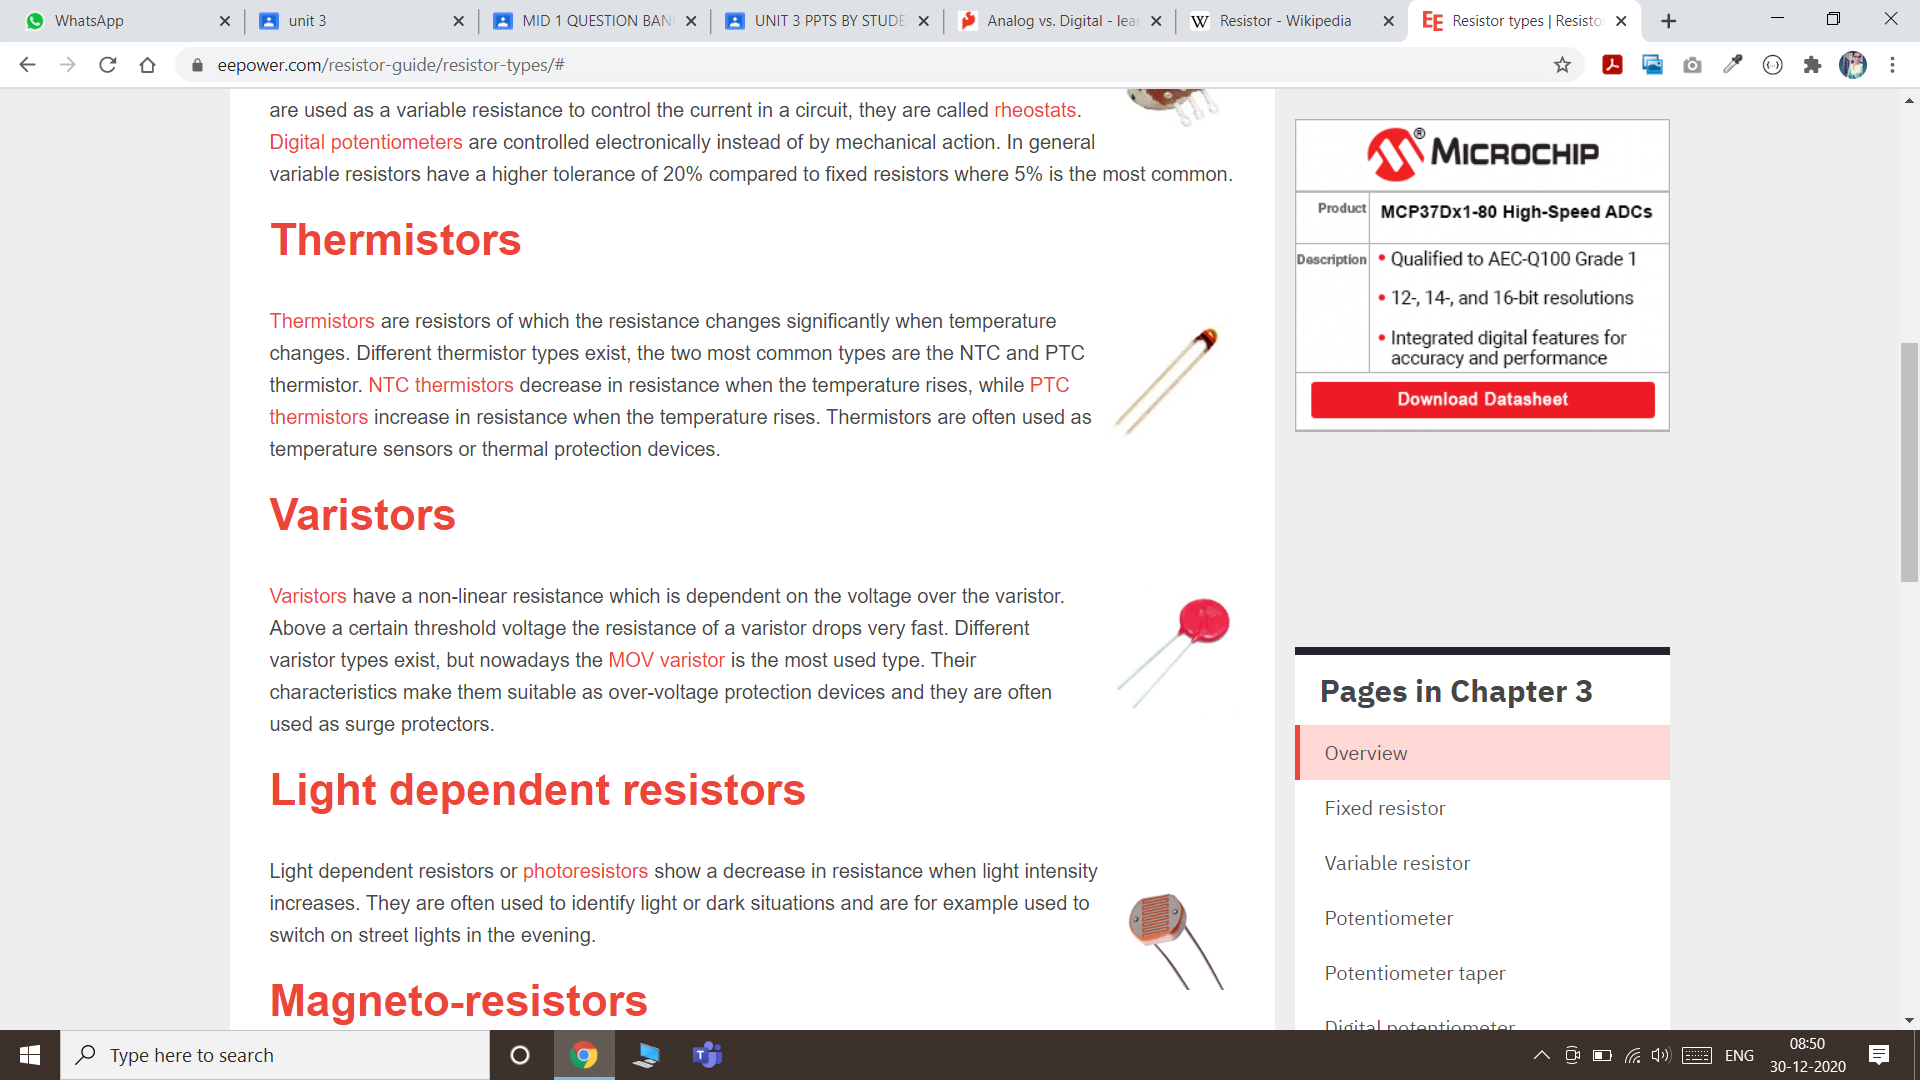 WhatsApp
unit 3
MID 1 QUESTION BAN
UNIT 3 PPTS BY STUDE
Analog vs. Digital - lear
Resistor - Wikipedia
Resistor types | Resisto
eepower.com/resistor-guide/resistor-types/#
are used as a variable resistance to control the current in a circuit, they are called rheostats.
Digital potentiometers are controlled electronically instead of by mechanical action. In general
variable resistors have a higher tolerance of 20% compared to fixed resistors where 5% is the most common.
Thermistors
Thermistors are resistors of which the resistance changes significantly when temperature
changes. Different thermistor types exist, the two most common types are the NTC and PTC
thermistor. NTC thermistors decrease in resistance when the temperature rises, while PTC
thermistors increase in resistance when the temperature rises. Thermistors are often used as
temperature sensors or thermal protection devices.
Varistors
Varistors have a non-linear resistance which is dependent on the voltage over the varistor.
Above a certain threshold voltage the resistance of a varistor drops very fast. Different
varistor types exist, but nowadays the MOV varistor is the most used type. Their
characteristics make them suitable as over-voltage protection devices and they are often
used as surge protectors.
Light dependent resistors
Light dependent resistors or photoresistors show a decrease in resistance when light intensity
increases. They are often used to identify light or dark situations and are for example used to
switch on street lights in the evening.
Magneto-resistors
MICROCHIP®
Product
MCP37Dx1-80 High-Speed ADCs
Description
• Qualified to AEC-Q100 Grade 1
• 12-, 14-, and 16-bit resolutions
• Integrated digital features for
accuracy and performance
Download Datasheet
Pages in Chapter 3
Overview
Fixed resistor
Variable resistor
Potentiometer
Potentiometer taper
Digital potentiometer
Type here to search
ENG
08:50
30-12-2020